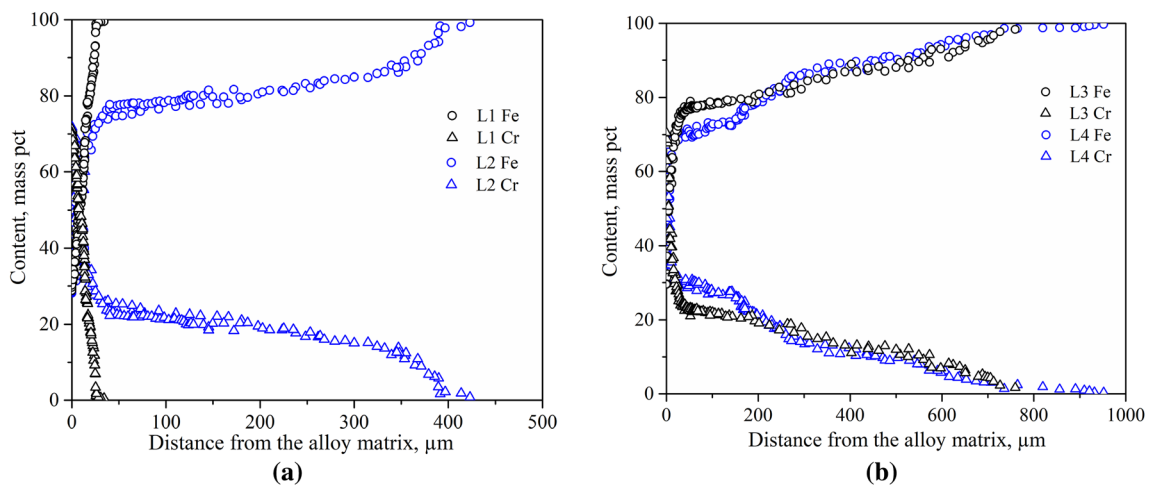 100
80
60
40
20
0
Content, mass pct
L1 Fe
L1 Cr
L2 Fe
L2 Cr
0 100 200 300 400 500
Distance from the alloy matrix, µm
(a)
100
80
60
40
20
0
Content, mass pct
L3 Fe
L3 Cr
L4 Fe
L4 Cr
0 200 400 600 800 1000
Distance from the alloy matrix, µm
(b)